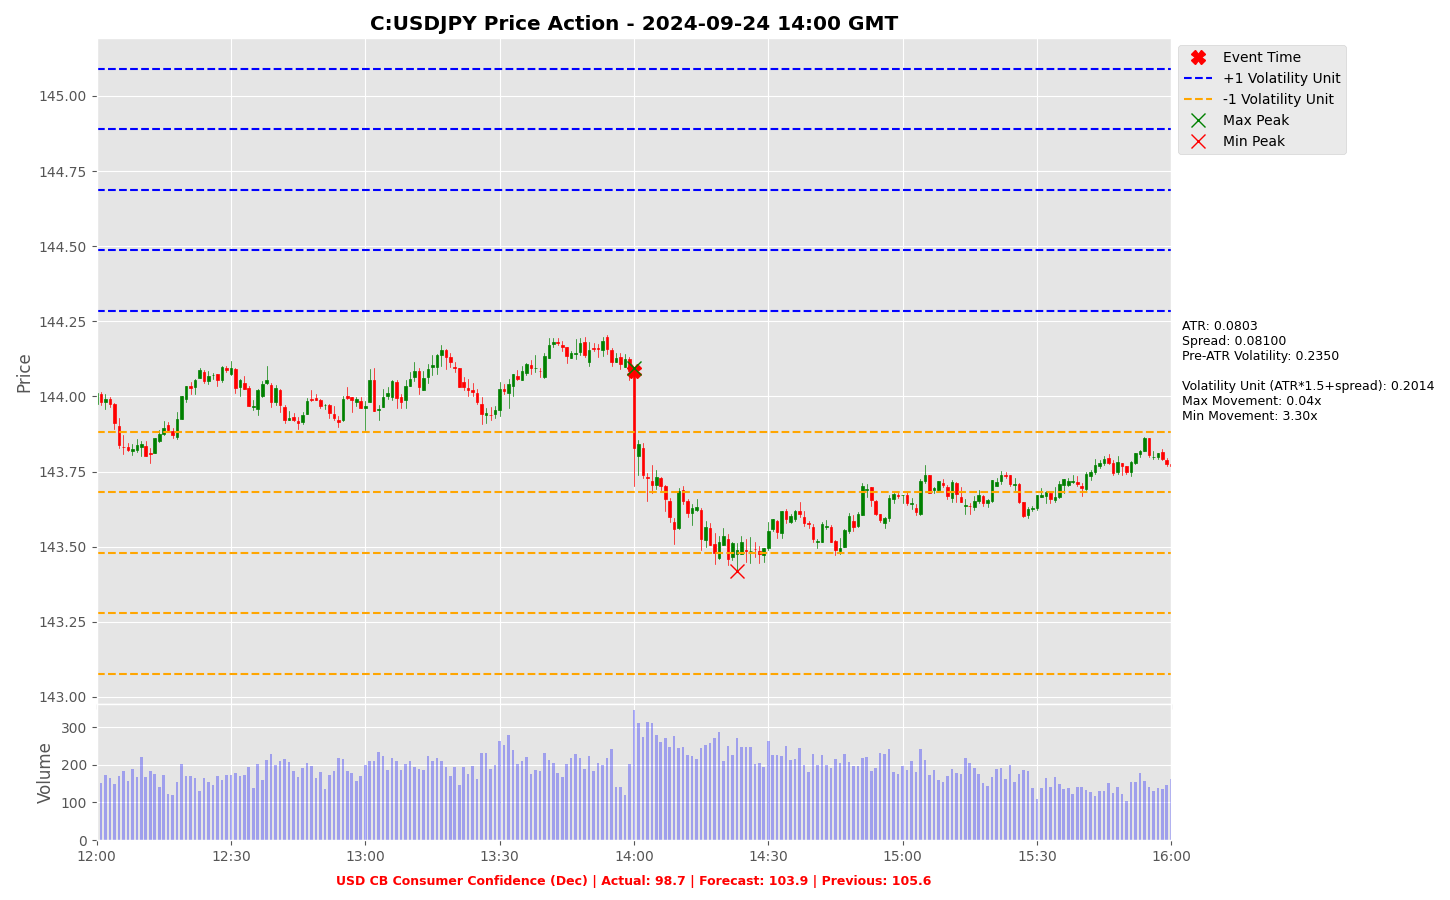 C:USDJPY Price Action - 2024-09-24 14:00 GMT
Event Time
+1 Volatility Unit
-1 Volatility Unit
Max Peak
Min Peak
Price
145.00
144.75
144.50
144.25
144.00
143.75
143.50
143.25
143.00
ATR: 0.0803
Spread: 0.08100
Pre-ATR Volatility: 0.2350
Volatility Unit (ATR*1.5+spread): 0.2014
Max Movement: 0.04x
Min Movement: 3.30x
Volume
300
200
100
0
12:00 12:30 13:00 13:30 14:00 14:30 15:00 15:30 16:00
USD CB Consumer Confidence (Dec) | Actual: 98.7 | Forecast: 103.9 | Previous: 105.6